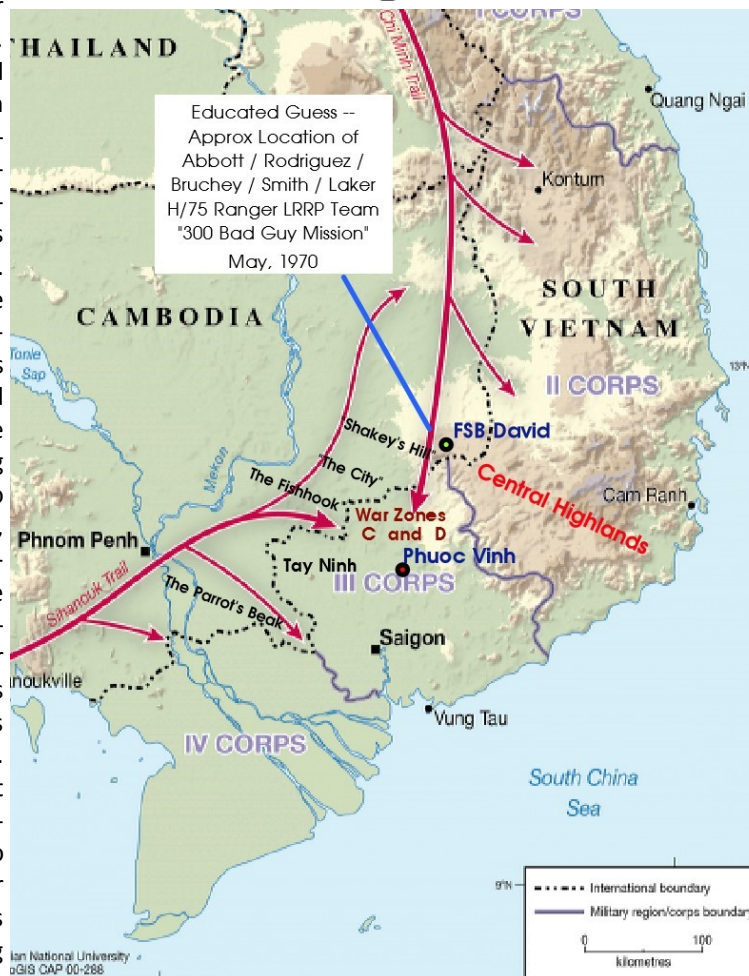 I CORPS
THAILAND
Chi Minh Trail
Quang Ngai
Educated Guess --
Approx Location of
Abbott / Rodriguez /
Bruchey / Smith / Laker
H/75 Ranger LRRP Team
"300 Bad Guy Mission"
May, 1970
Kontum
SOUTH
VIETNAM
CAMBODIA
Tonle
Sap
13°N
II CORPS
"Shakey's Hill"
FSB David
"The City"
Mekon
The Fishhook
Central Highlands
Cam Ranh
War Zones
C and D
Phnom Penh
Tay Ninh
Phuoc Vinh
III CORPS
Sihanouk Trail
The Parrot's Beak
Saigon
noukville
Vung Tau
IV CORPS
South China
Sea
9°N
International boundary
Military region/corps boundary
0 100
kilometres
ian National University
GIS CAP 00-288